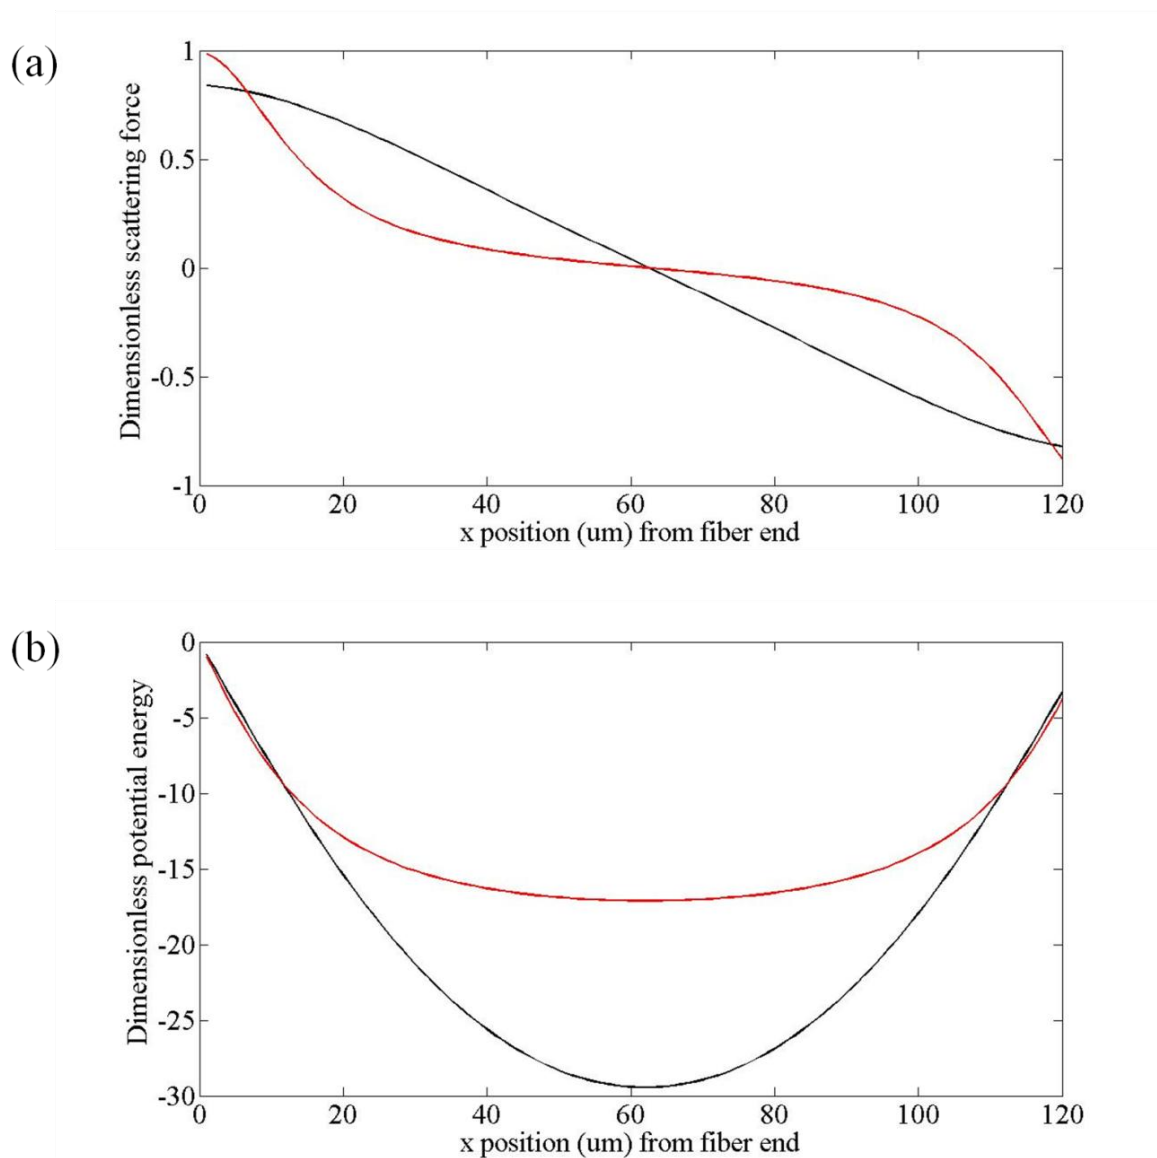 (a)
Dimensionless scattering force
1
0.5
0
-0.5
-1
0 20 40 60 80 100 120
x position (um) from fiber end
(b)
Dimensionless potential energy
0
-5
-10
-15
-20
-25
-30
0 20 40 60 80 100 120
x position (um) from fiber end